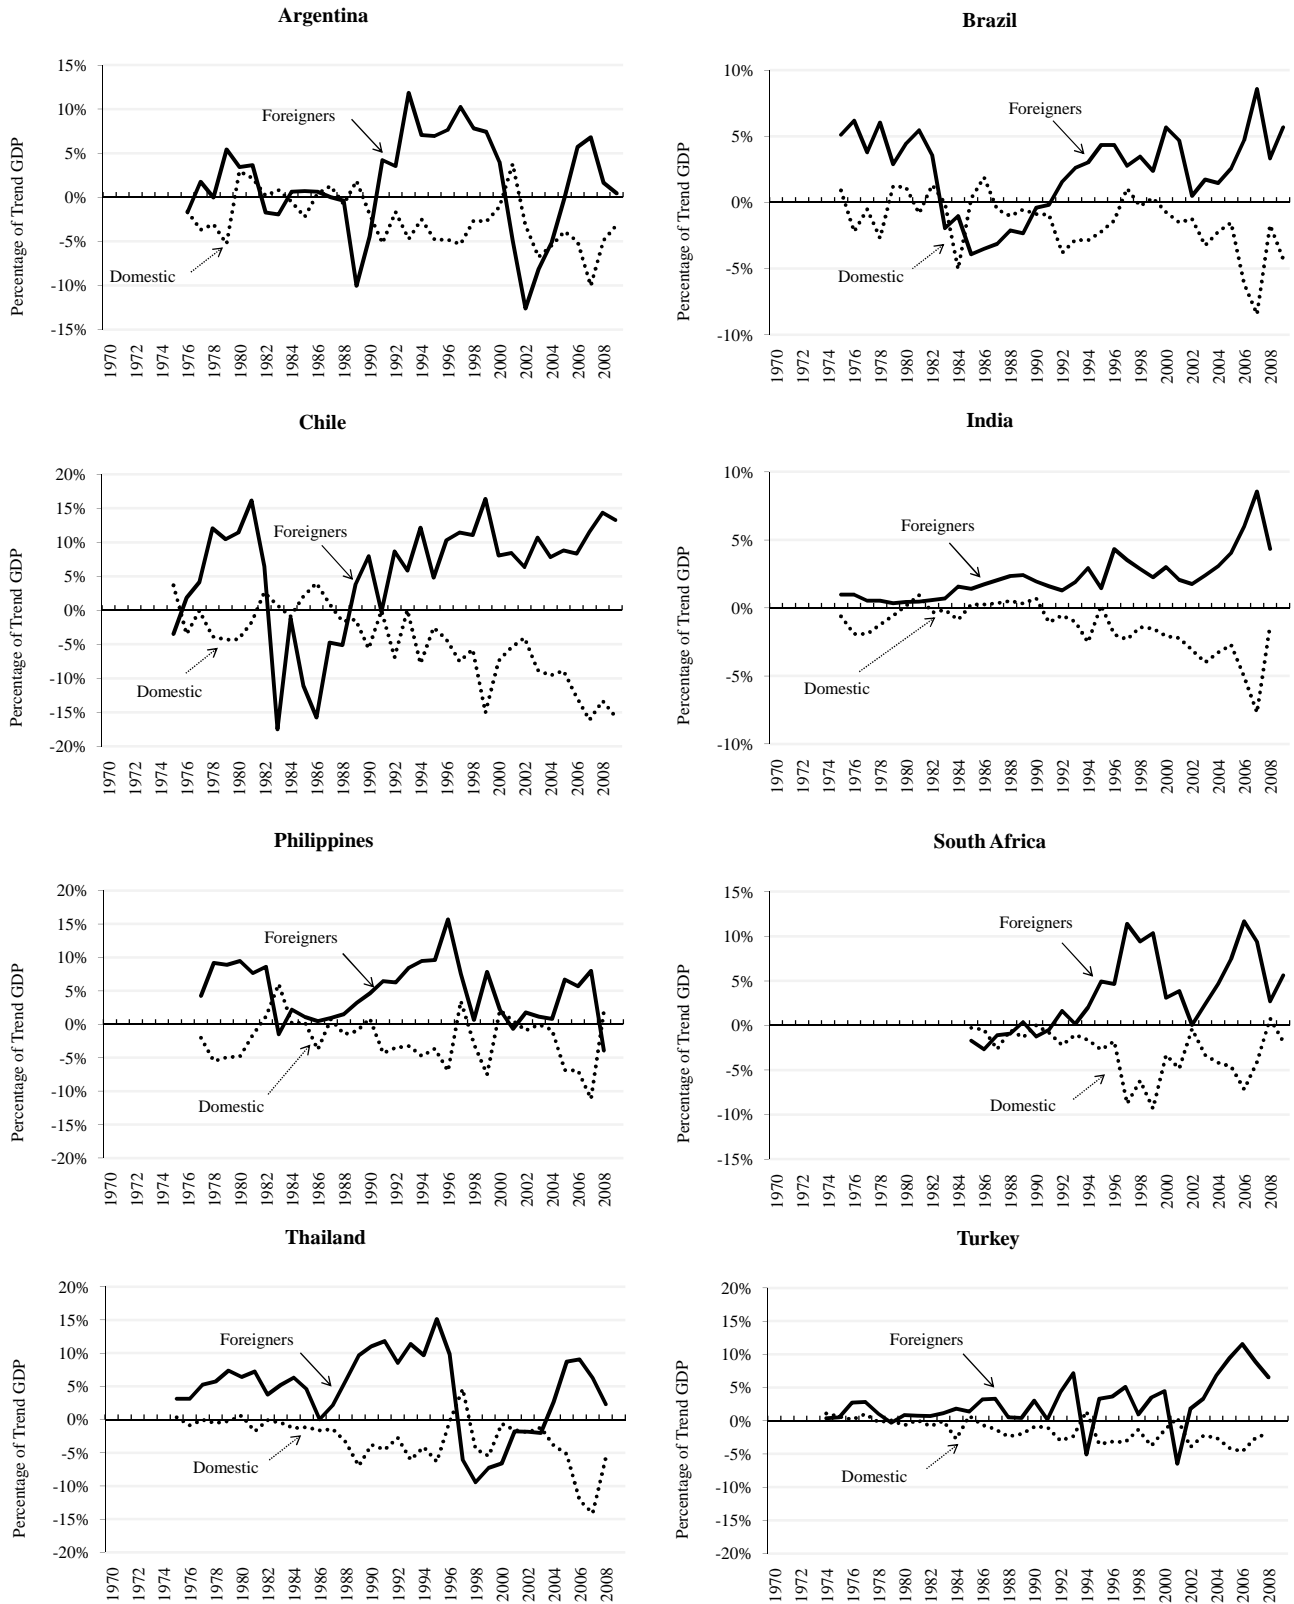 Argentina
Percentage of Trend GDP
15%
10%
5%
0%
-5%
-10%
-15%
Foreigners
Domestic
1970 1972 1974 1976 1978 1980 1982 1984 1986 1988 1990 1992 1994 1996 1998 2000 2002 2004 2006 2008
Brazil
Percentage of Trend GDP
10%
5%
0%
-5%
-10%
Foreigners
Domestic
1970 1972 1974 1976 1978 1980 1982 1984 1986 1988 1990 1992 1994 1996 1998 2000 2002 2004 2006 2008
Chile
Percentage of Trend GDP
20%
15%
10%
5%
0%
-5%
-10%
-15%
-20%
Foreigners
Domestic
1970 1972 1974 1976 1978 1980 1982 1984 1986 1988 1990 1992 1994 1996 1998 2000 2002 2004 2006 2008
India
Percentage of Trend GDP
10%
5%
0%
-5%
-10%
Foreigners
Domestic
1970 1972 1974 1976 1978 1980 1982 1984 1986 1988 1990 1992 1994 1996 1998 2000 2002 2004 2006 2008
Philippines
Percentage of Trend GDP
20%
15%
10%
5%
0%
-5%
-10%
-15%
-20%
Foreigners
Domestic
1970 1972 1974 1976 1978 1980 1982 1984 1986 1988 1990 1992 1994 1996 1998 2000 2002 2004 2006 2008
South Africa
Percentage of Trend GDP
15%
10%
5%
0%
-5%
-10%
-15%
Foreigners
Domestic
1970 1972 1974 1976 1978 1980 1982 1984 1986 1988 1990 1992 1994 1996 1998 2000 2002 2004 2006 2008
Thailand
Percentage of Trend GDP
20%
15%
10%
5%
0%
-5%
-10%
-15%
-20%
Foreigners
Domestic
1970 1972 1974 1976 1978 1980 1982 1984 1986 1988 1990 1992 1994 1996 1998 2000 2002 2004 2006 2008
Turkey
Percentage of Trend GDP
20%
15%
10%
5%
0%
-5%
-10%
-15%
-20%
Foreigners
Domestic
1970 1972 1974 1976 1978 1980 1982 1984 1986 1988 1990 1992 1994 1996 1998 2000 2002 2004 2006 2008